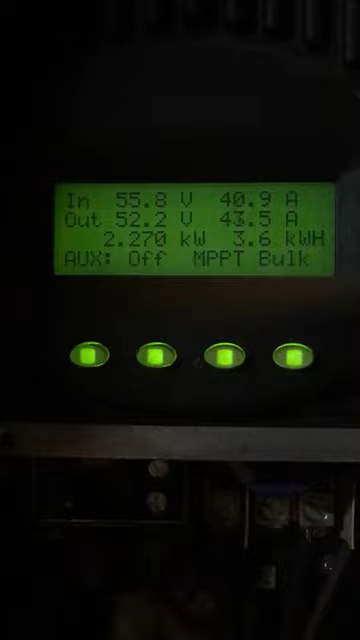 In 55.8 V 40.9 A
Out 52.2 V 43.5 A
2.270 kW 3.6 kWH
AUX: Off MPPT Bulk